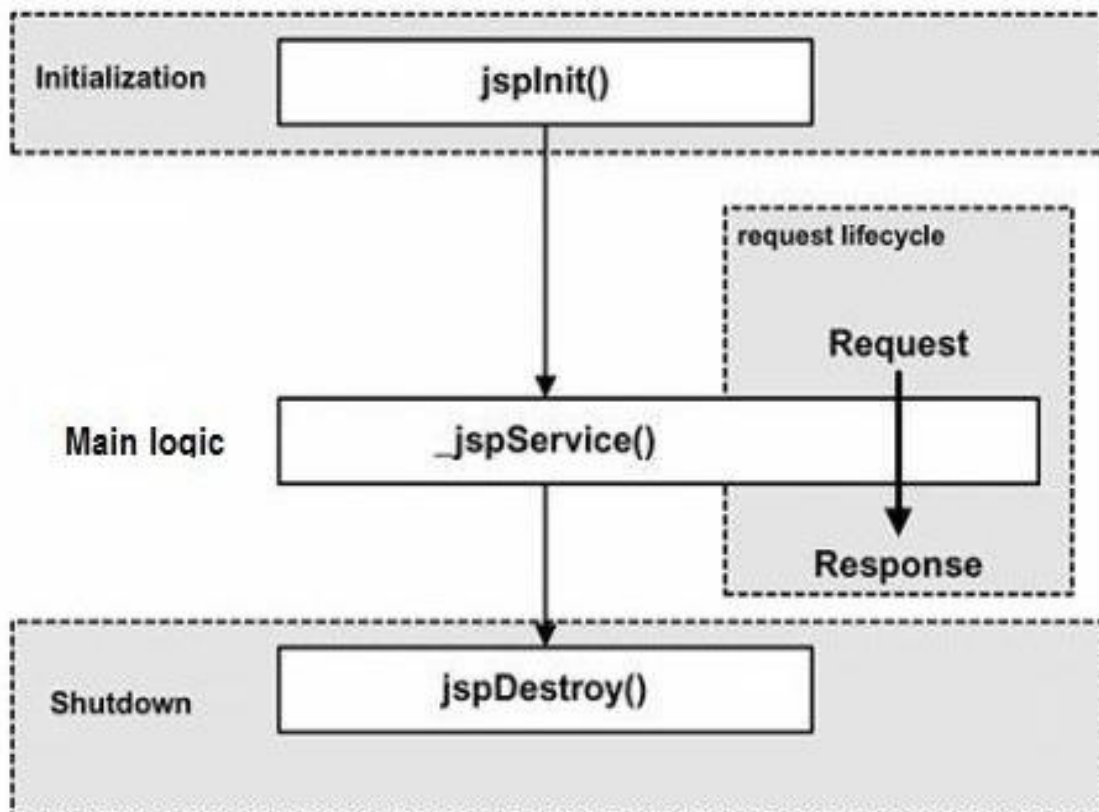 Initialization
jspInit()
request lifecycle
Request
Main logic
_jspService()
Response
Shutdown
jspDestroy()